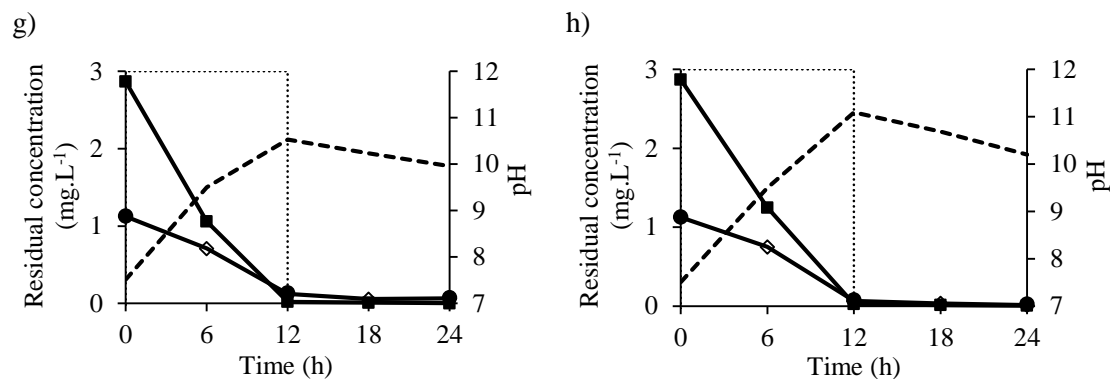 g)
Residual concentration
(mg.L-1)
3
2
1
0
12
11
10
9
8
7
pH
0 6 12 18 24
Time (h)
h)
Residual concentration
(mg.L-1)
3
2
1
0
12
11
10
9
8
7
pH
0 6 12 18 24
Time (h)